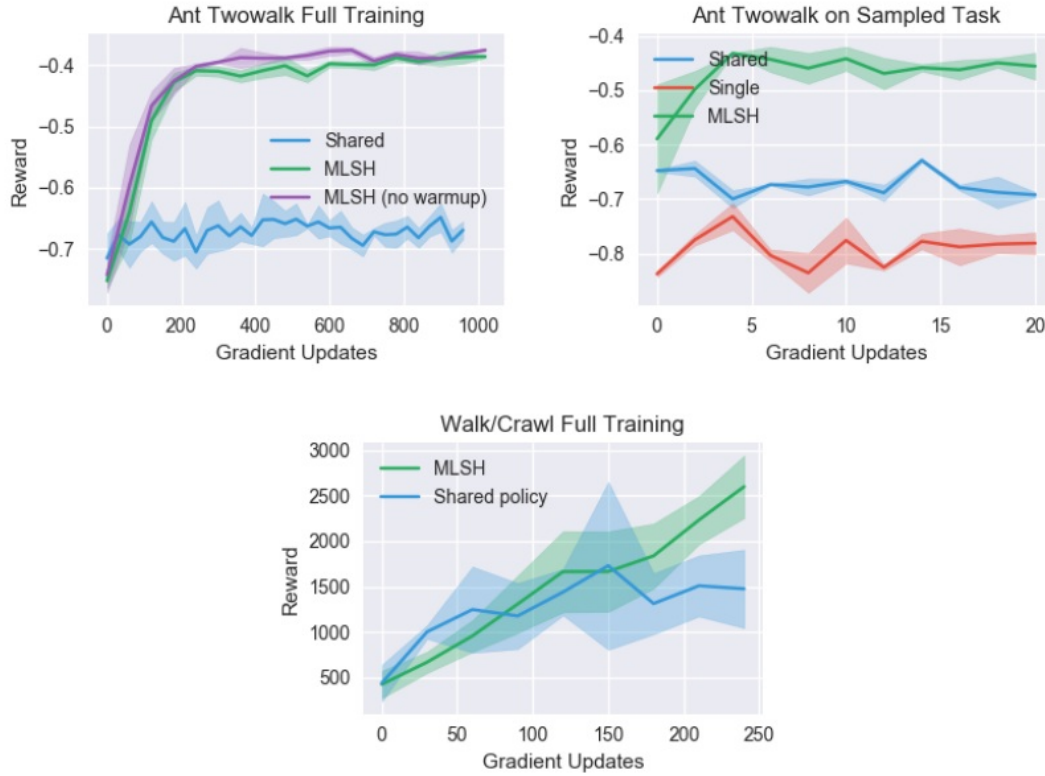 Ant Twowalk Full Training
−0.4
−0.5
−0.6
−0.7
Reward
Shared
MLSH
MLSH (no warmup)
0 200 400 600 800 1000
Gradient Updates
Ant Twowalk on Sampled Task
−0.4
−0.5
−0.6
−0.7
−0.8
Reward
Shared
Single
MLSH
0 5 10 15 20
Gradient Updates
Walk/Crawl Full Training
3000
2500
2000
1500
1000
500
Reward
MLSH
Shared policy
0 50 100 150 200 250
Gradient Updates